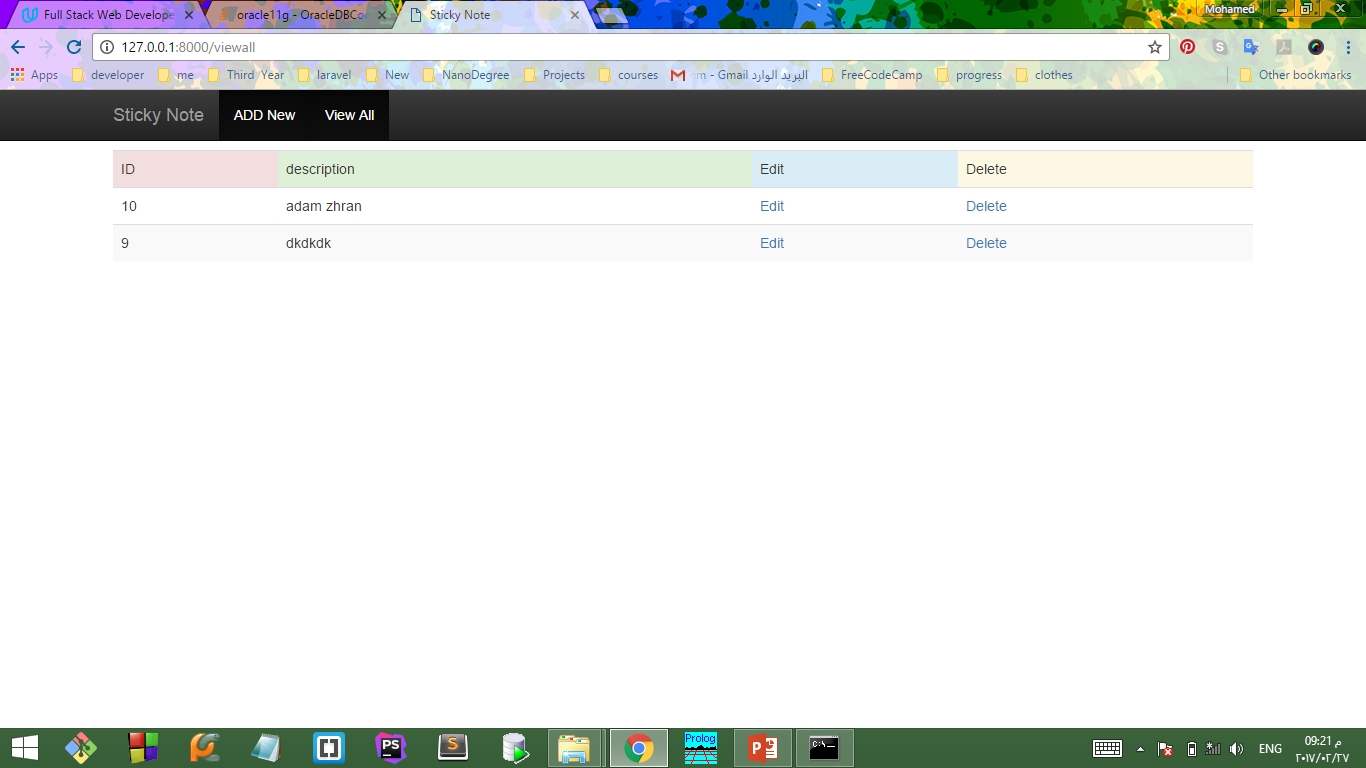 Full Stack Web Develope
oracle11g - OracleDBCo
Sticky Note
Mohamed
127.0.0.1:8000/viewall
Apps developer me Third Year laravel New NanoDegree Projects courses البريد الوارد - Gmail FreeCodeCamp progress clothes Other bookmarks
Sticky Note ADD New View All
ID description Edit Delete
10 adam zhran Edit Delete
9 dkdkdk Edit Delete
PS
S
Prolog
P
C:\_
ENG
09:21 م
٢٠١٧/٠٢/٢٧